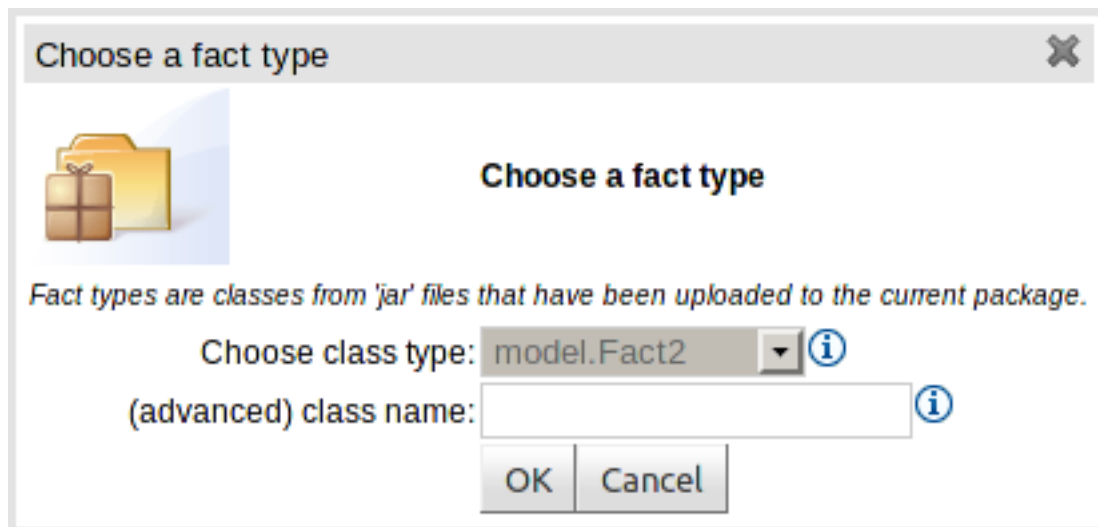 Choose a fact type
Choose a fact type
Fact types are classes from 'jar' files that have been uploaded to the current package.
Choose class type: model.Fact2
(advanced) class name:
OK Cancel